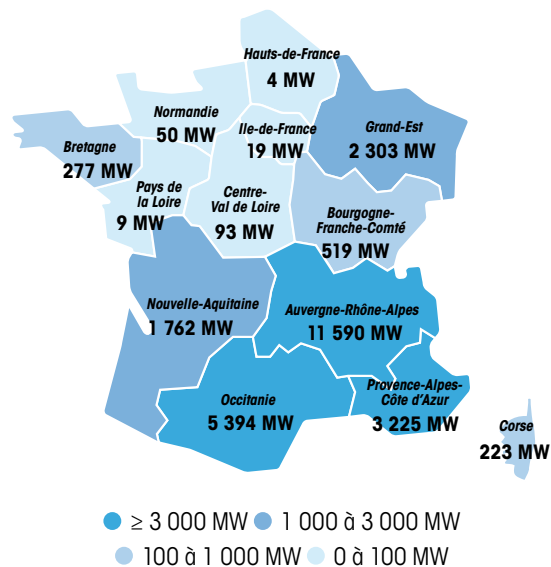 Hauts-de-France
4 MW
Normandie
50 MW
Ile-de-France
19 MW
Grand-Est
2 303 MW
Bretagne
277 MW
Pays de
la Loire
9 MW
Centre-
Val de Loire
93 MW
Bourgogne-
Franche-Comté
519 MW
Nouvelle-Aquitaine
1 762 MW
Auvergne-Rhône-Alpes
11 590 MW
Occitanie
5 394 MW
Provence-Alpes-
Côte d'Azur
3 225 MW
Corse
223 MW
≥ 3 000 MW
1 000 à 3 000 MW
100 à 1 000 MW
0 à 100 MW